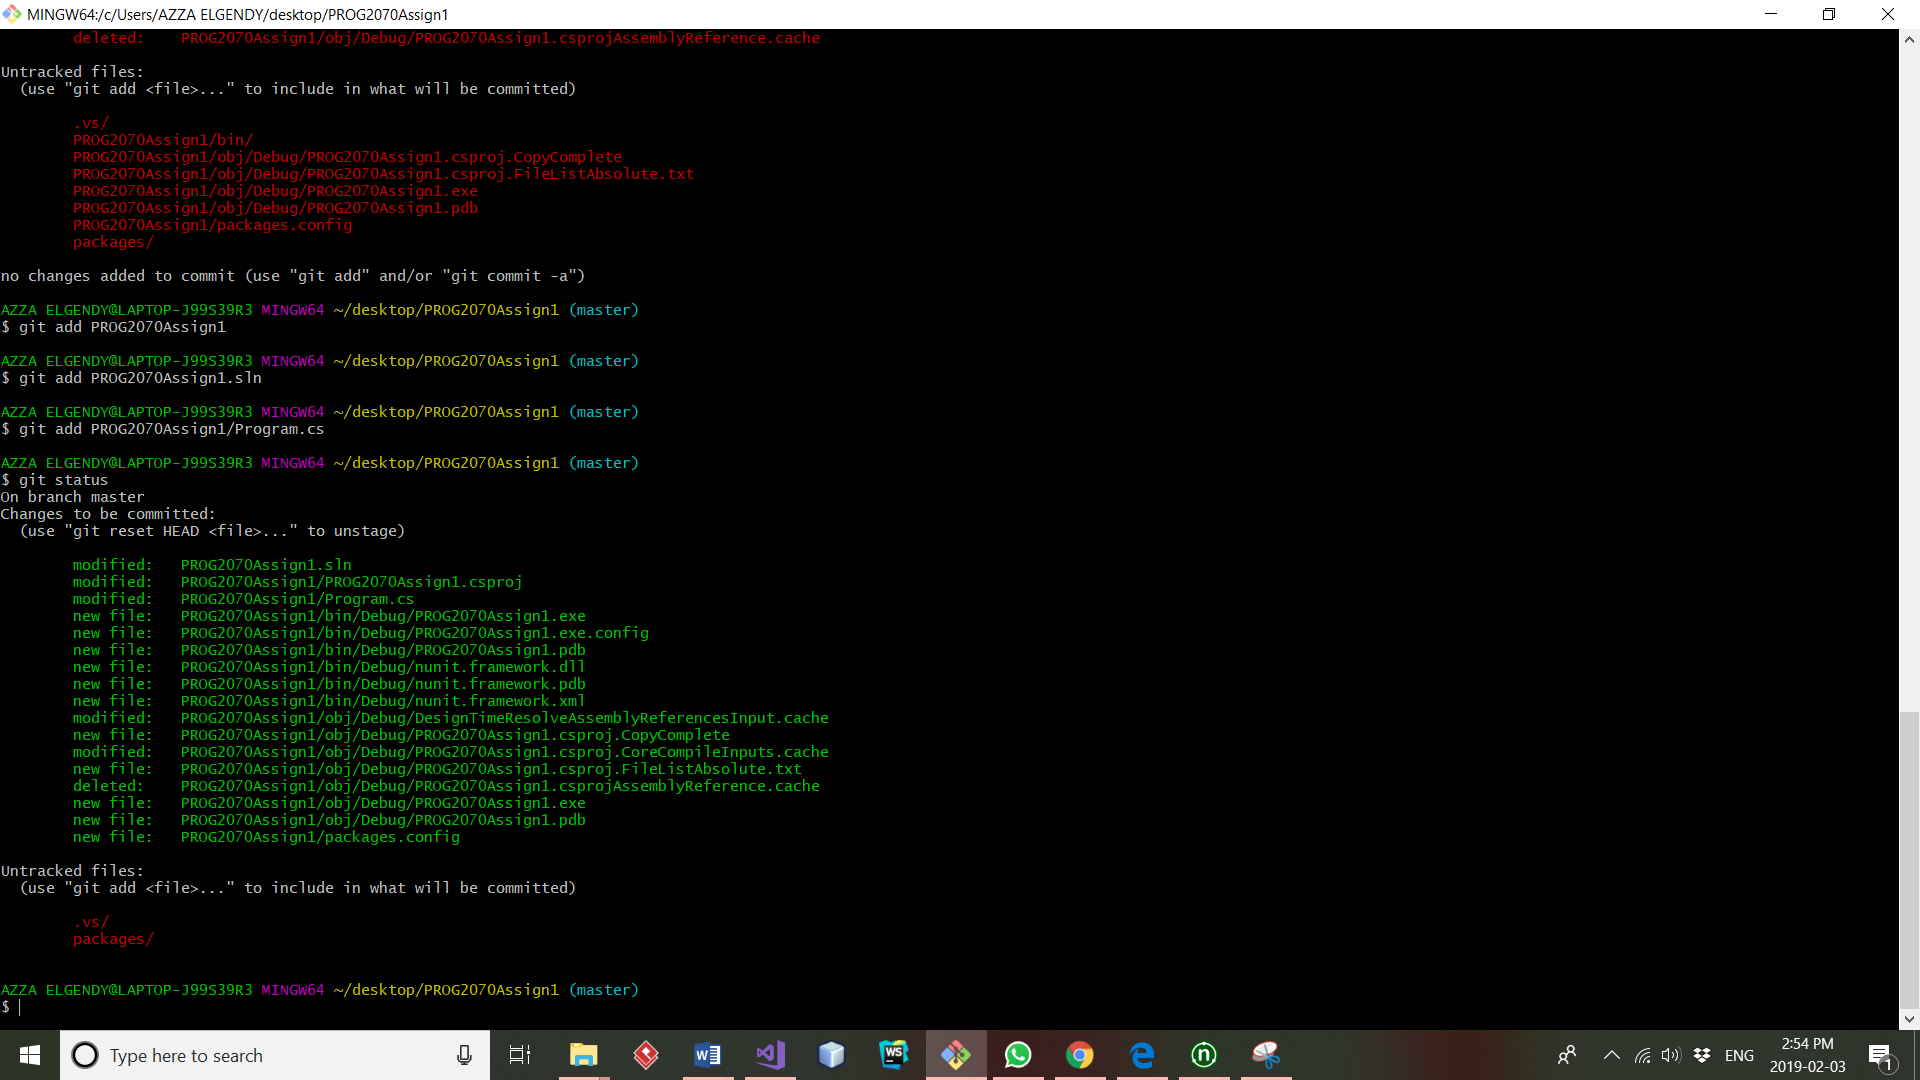 MINGW64:/c/Users/AZZA ELGENDY/desktop/PROG2070Assign1
deleted:    PROG2070Assign1/obj/Debug/PROG2070Assign1.csprojAssemblyReference.cache
Untracked files:
(use "git add <file>..." to include in what will be committed)
.vs/
PROG2070Assign1/bin/
PROG2070Assign1/obj/Debug/PROG2070Assign1.csproj.CopyComplete
PROG2070Assign1/obj/Debug/PROG2070Assign1.csproj.FileListAbsolute.txt
PROG2070Assign1/obj/Debug/PROG2070Assign1.exe
PROG2070Assign1/obj/Debug/PROG2070Assign1.pdb
PROG2070Assign1/packages.config
packages/
no changes added to commit (use "git add" and/or "git commit -a")
AZZA ELGENDY@LAPTOP-J99S39R3 MINGW64 ~/desktop/PROG2070Assign1 (master)
$ git add PROG2070Assign1
AZZA ELGENDY@LAPTOP-J99S39R3 MINGW64 ~/desktop/PROG2070Assign1 (master)
$ git add PROG2070Assign1.sln
AZZA ELGENDY@LAPTOP-J99S39R3 MINGW64 ~/desktop/PROG2070Assign1 (master)
$ git add PROG2070Assign1/Program.cs
AZZA ELGENDY@LAPTOP-J99S39R3 MINGW64 ~/desktop/PROG2070Assign1 (master)
$ git status
On branch master
Changes to be committed:
(use "git reset HEAD <file>..." to unstage)
modified:   PROG2070Assign1.sln
modified:   PROG2070Assign1/PROG2070Assign1.csproj
modified:   PROG2070Assign1/Program.cs
new file:   PROG2070Assign1/bin/Debug/PROG2070Assign1.exe
new file:   PROG2070Assign1/bin/Debug/PROG2070Assign1.exe.config
new file:   PROG2070Assign1/bin/Debug/PROG2070Assign1.pdb
new file:   PROG2070Assign1/bin/Debug/nunit.framework.dll
new file:   PROG2070Assign1/bin/Debug/nunit.framework.pdb
new file:   PROG2070Assign1/bin/Debug/nunit.framework.xml
modified:   PROG2070Assign1/obj/Debug/DesignTimeResolveAssemblyReferencesInput.cache
new file:   PROG2070Assign1/obj/Debug/PROG2070Assign1.csproj.CopyComplete
modified:   PROG2070Assign1/obj/Debug/PROG2070Assign1.csproj.CoreCompileInputs.cache
new file:   PROG2070Assign1/obj/Debug/PROG2070Assign1.csproj.FileListAbsolute.txt
deleted:    PROG2070Assign1/obj/Debug/PROG2070Assign1.csprojAssemblyReference.cache
new file:   PROG2070Assign1/obj/Debug/PROG2070Assign1.exe
new file:   PROG2070Assign1/obj/Debug/PROG2070Assign1.pdb
new file:   PROG2070Assign1/packages.config
Untracked files:
(use "git add <file>..." to include in what will be committed)
.vs/
packages/
AZZA ELGENDY@LAPTOP-J99S39R3 MINGW64 ~/desktop/PROG2070Assign1 (master)
$
Type here to search
WS
n
ENG
2:54 PM
2019-02-03
1